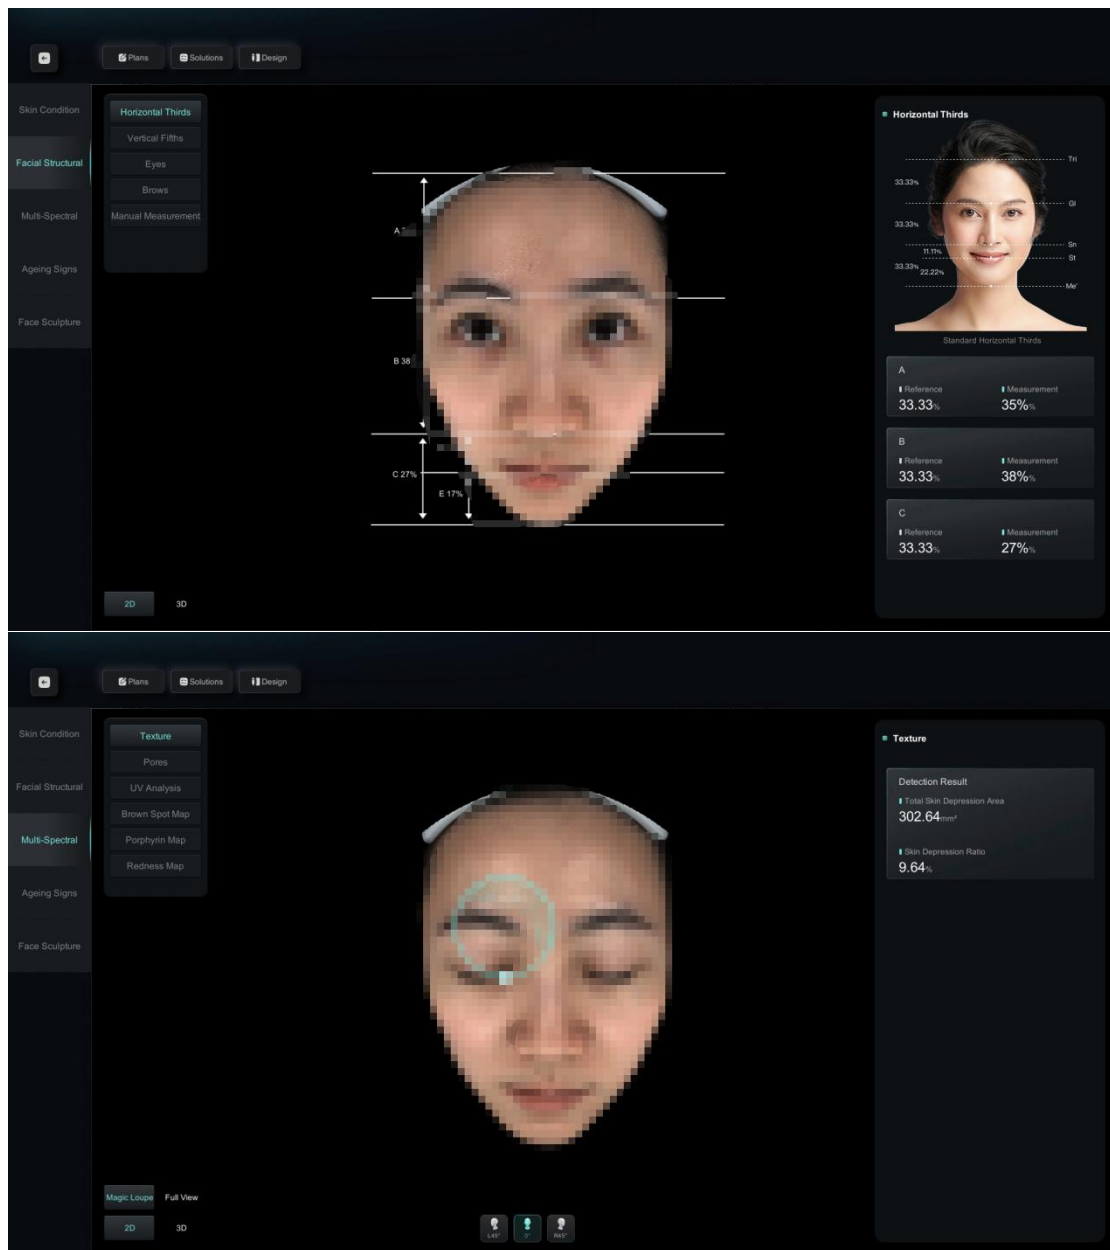 Plans Solutions Design
Skin Condition
Facial Structural
Multi-Spectral
Ageing Signs
Face Sculpture
Horizontal Thirds
Vertical Fifths
Eyes
Brows
Manual Measurement
A
B 38
C 27%
E 17%
2D 3D
Horizontal Thirds
Tri
33.33%
Gl
33.33%
Sn
11.11%
St
33.33%
22.22%
Me'
Standard Horizontal Thirds
A
Reference Measurement
33.33% 35%%
B
Reference Measurement
33.33% 38%%
C
Reference Measurement
33.33% 27%%
Plans Solutions Design
Skin Condition
Facial Structural
Multi-Spectral
Ageing Signs
Face Sculpture
Texture
Pores
UV Analysis
Brown Spot Map
Porphyrin Map
Redness Map
Magic Loupe Full View
2D 3D
L45° 0° R45°
Texture
Detection Result
Total Skin Depression Area
302.64mm²
Skin Depression Ratio
9.64%